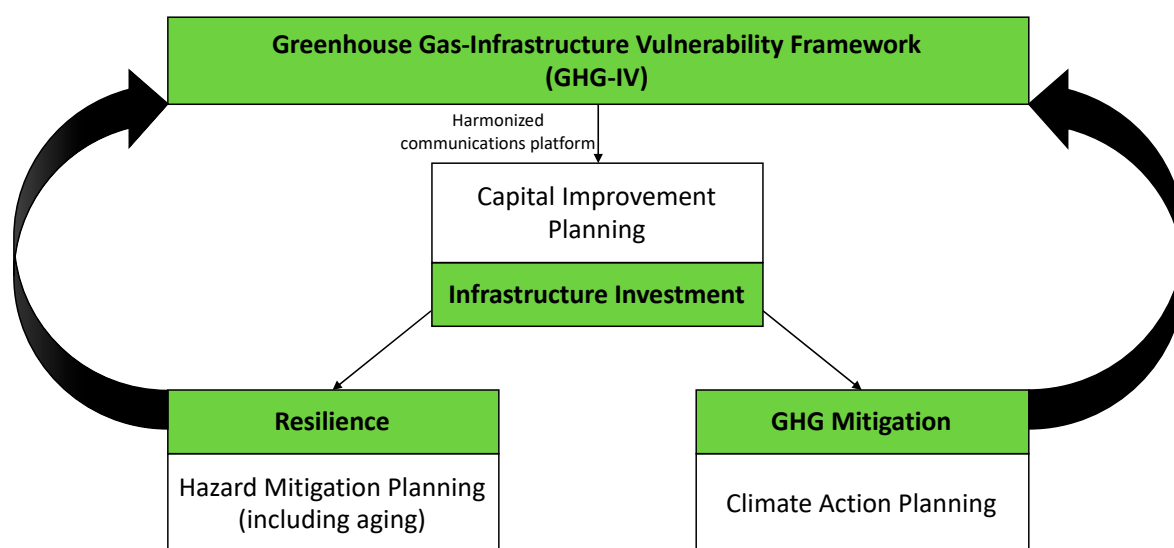 Greenhouse Gas-Infrastructure Vulnerability Framework
(GHG-IV)
Harmonized
communications platform
Capital Improvement
Planning
Infrastructure Investment
Resilience
Hazard Mitigation Planning
(including aging)
GHG Mitigation
Climate Action Planning